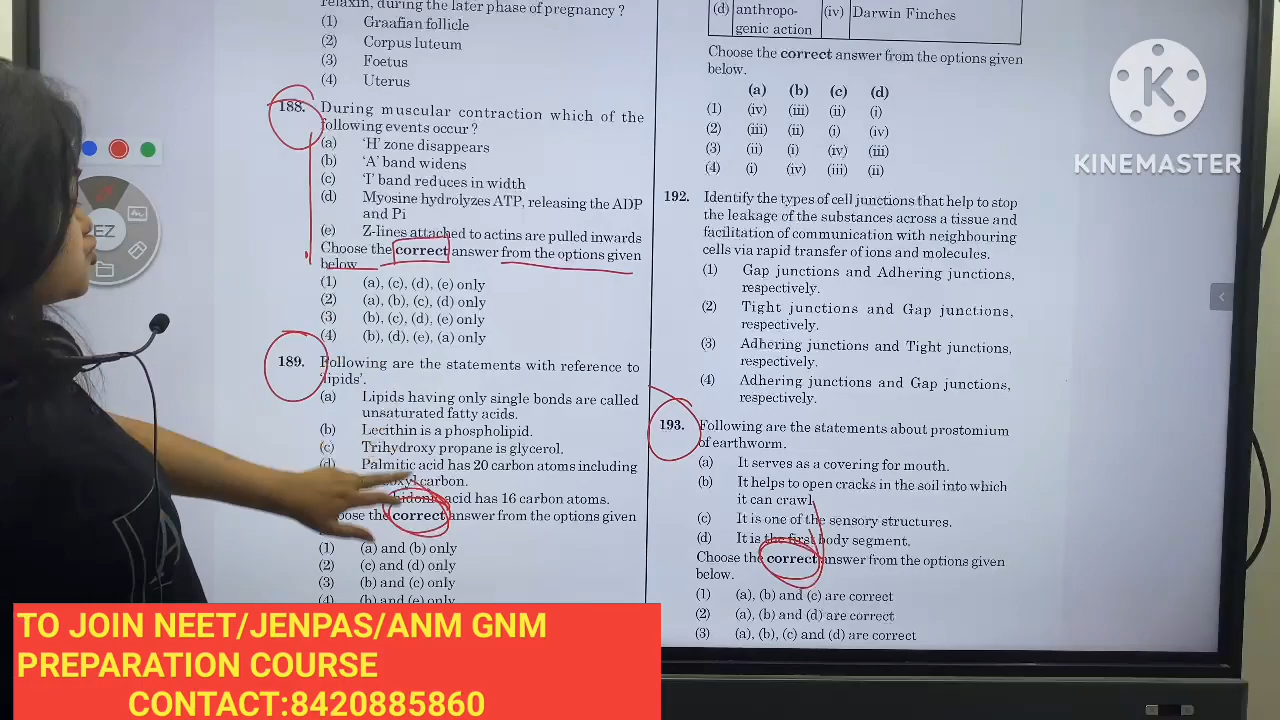 relaxin, during the later phase of pregnancy ?
(1) Graafian follicle
(2) Corpus luteum
(3) Foetus
(4) Uterus
188. During muscular contraction which of the
following events occur ?
(a) 'H' zone disappears
(b) 'A' band widens
(c) 'I' band reduces in width
(d) Myosine hydrolyzes ATP, releasing the ADP
and Pi
(e) Z-lines attached to actins are pulled inwards
Choose the correct answer from the options given
below
(1) (a), (c), (d), (e) only
(2) (a), (b), (c), (d) only
(3) (b), (c), (d), (e) only
(4) (b), (d), (e), (a) only
189. Following are the statements with reference to
'lipids'.
(a) Lipids having only single bonds are called
unsaturated fatty acids.
(b) Lecithin is a phospholipid.
(c) Trihydroxy propane is glycerol.
(d) Palmitic acid has 20 carbon atoms including
carbon.
acid has 16 carbon atoms.
the correct answer from the options given
(1) (a) and (b) only
(2) (c) and (d) only
(3) (b) and (c) only
(4) (b) and (e) only
(d) anthropo- (iv) Darwin Finches
genic action
Choose the correct answer from the options given
below.
(a) (b) (c) (d)
(1) (iv) (iii) (ii) (i)
(2) (iii) (ii) (i) (iv)
(3) (ii) (i) (iv) (iii)
(4) (i) (iv) (iii) (ii)
192. Identify the types of cell junctions that help to stop
the leakage of the substances across a tissue and
facilitation of communication with neighbouring
cells via rapid transfer of ions and molecules.
(1) Gap junctions and Adhering junctions,
respectively.
(2) Tight junctions and Gap junctions,
respectively.
(3) Adhering junctions and Tight junctions,
respectively.
(4) Adhering junctions and Gap junctions,
respectively.
193. Following are the statements about prostomium
of earthworm.
(a) It serves as a covering for mouth.
(b) It helps to open cracks in the soil into which
it can crawl.
(c) It is one of the sensory structures.
(d) It is the first body segment.
Choose the correct answer from the options given
below.
(1) (a), (b) and (c) are correct
(2) (a), (b) and (d) are correct
(3) (a), (b), (c) and (d) are correct
EZ
K
KINEMASTER
TO JOIN NEET/JENPAS/ANM GNM
PREPARATION COURSE
CONTACT:8420885860